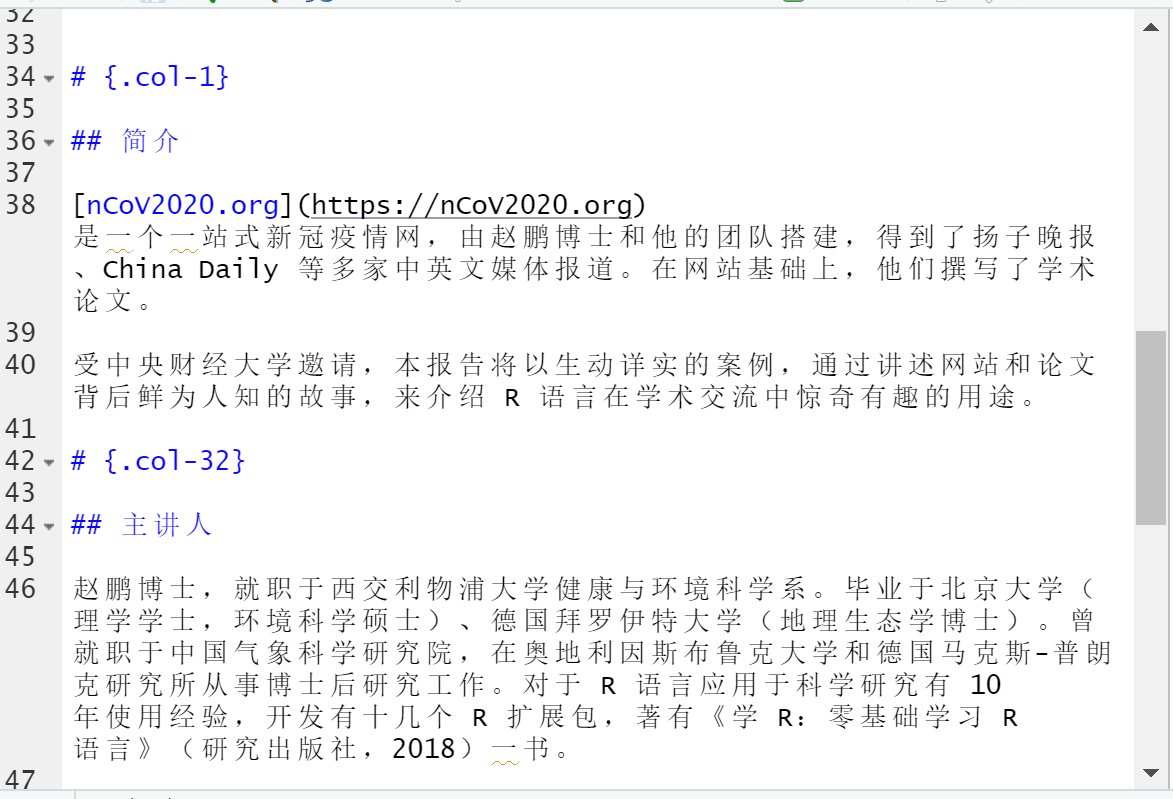 32
33
34 # {.col-1}
35
36 ## 简介
37
38 [nCoV2020.org](https://nCoV2020.org)
是一个一站式新冠疫情网，由赵鹏博士和他的团队搭建，得到了扬子晚报
、China Daily 等多家中英文媒体报道。在网站基础上，他们撰写了学术
论文。
39
40 受中央财经大学邀请，本报告将以生动详实的案例，通过讲述网站和论文
背后鲜为人知的故事，来介绍 R 语言在学术交流中惊奇有趣的用途。
41
42 # {.col-32}
43
44 ## 主讲人
45
46 赵鹏博士，就职于西交利物浦大学健康与环境科学系。毕业于北京大学（
理学学士，环境科学硕士）、德国拜罗伊特大学（地理生态学博士）。曾
就职于中国气象科学研究院，在奥地利因斯布鲁克大学和德国马克斯-普朗
克研究所从事博士后研究工作。对于 R 语言应用于科学研究有 10
年使用经验，开发有十几个 R 扩展包，著有《学 R：零基础学习 R
语言》（研究出版社，2018）一书。
47